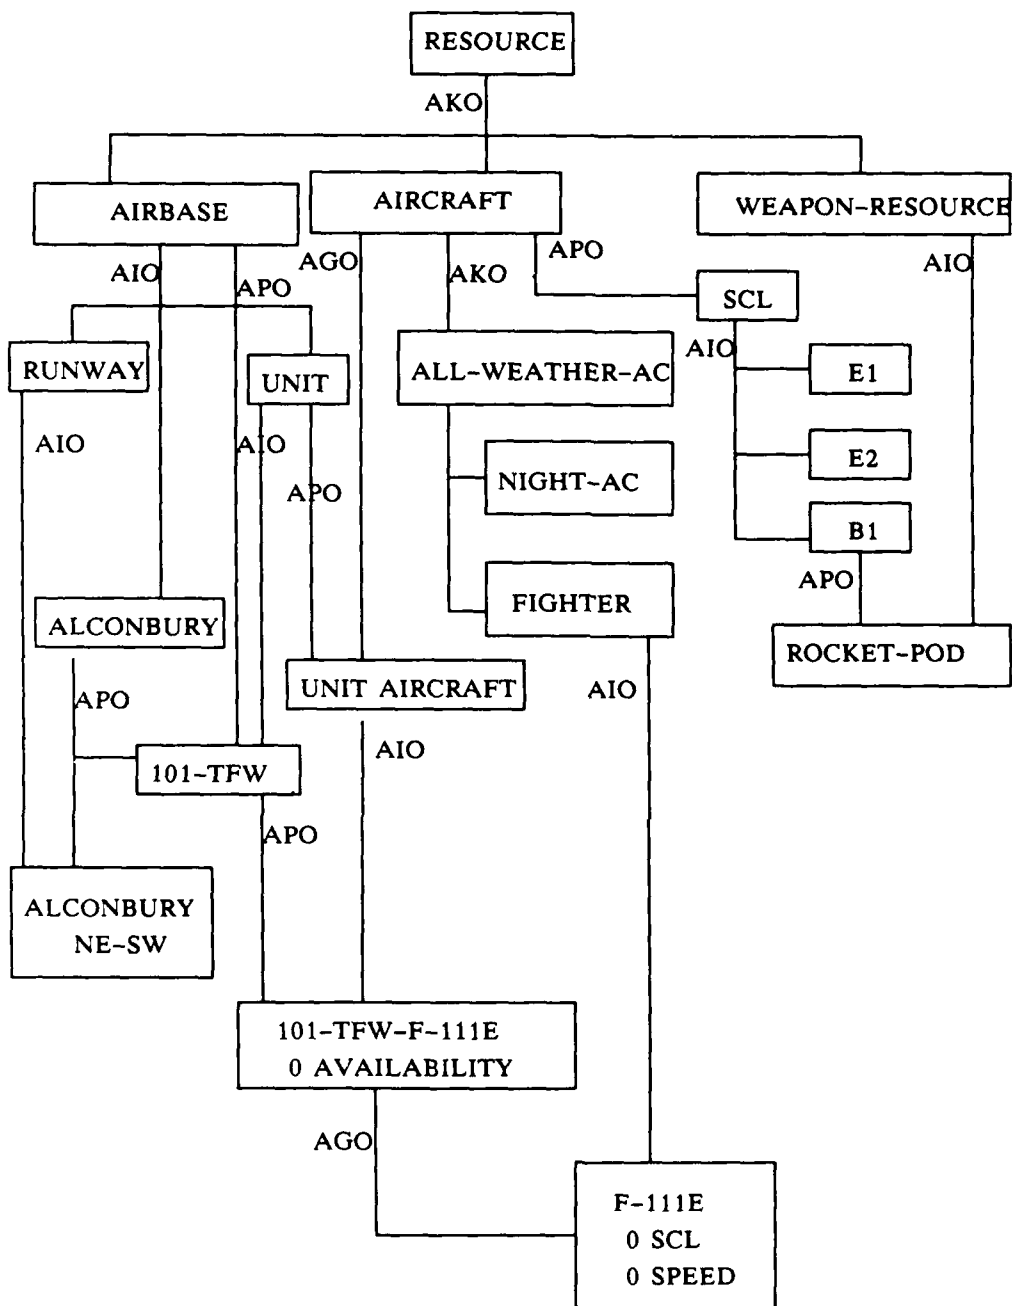 RESOURCE
AKO
AIRBASE
AIRCRAFT
WEAPON-RESOURCE
AIO
APO
AGO
AKO
APO
AIO
SCL
RUNWAY
UNIT
ALL-WEATHER-AC
AIO
E1
AIO
AIO
APO
NIGHT-AC
E2
B1
APO
ALCONBURY
FIGHTER
ROCKET-POD
APO
UNIT AIRCRAFT
AIO
AIO
101-TFW
APO
ALCONBURY
NE-SW
101-TFW-F-111E
0 AVAILABILITY
AGO
F-111E
0 SCL
0 SPEED